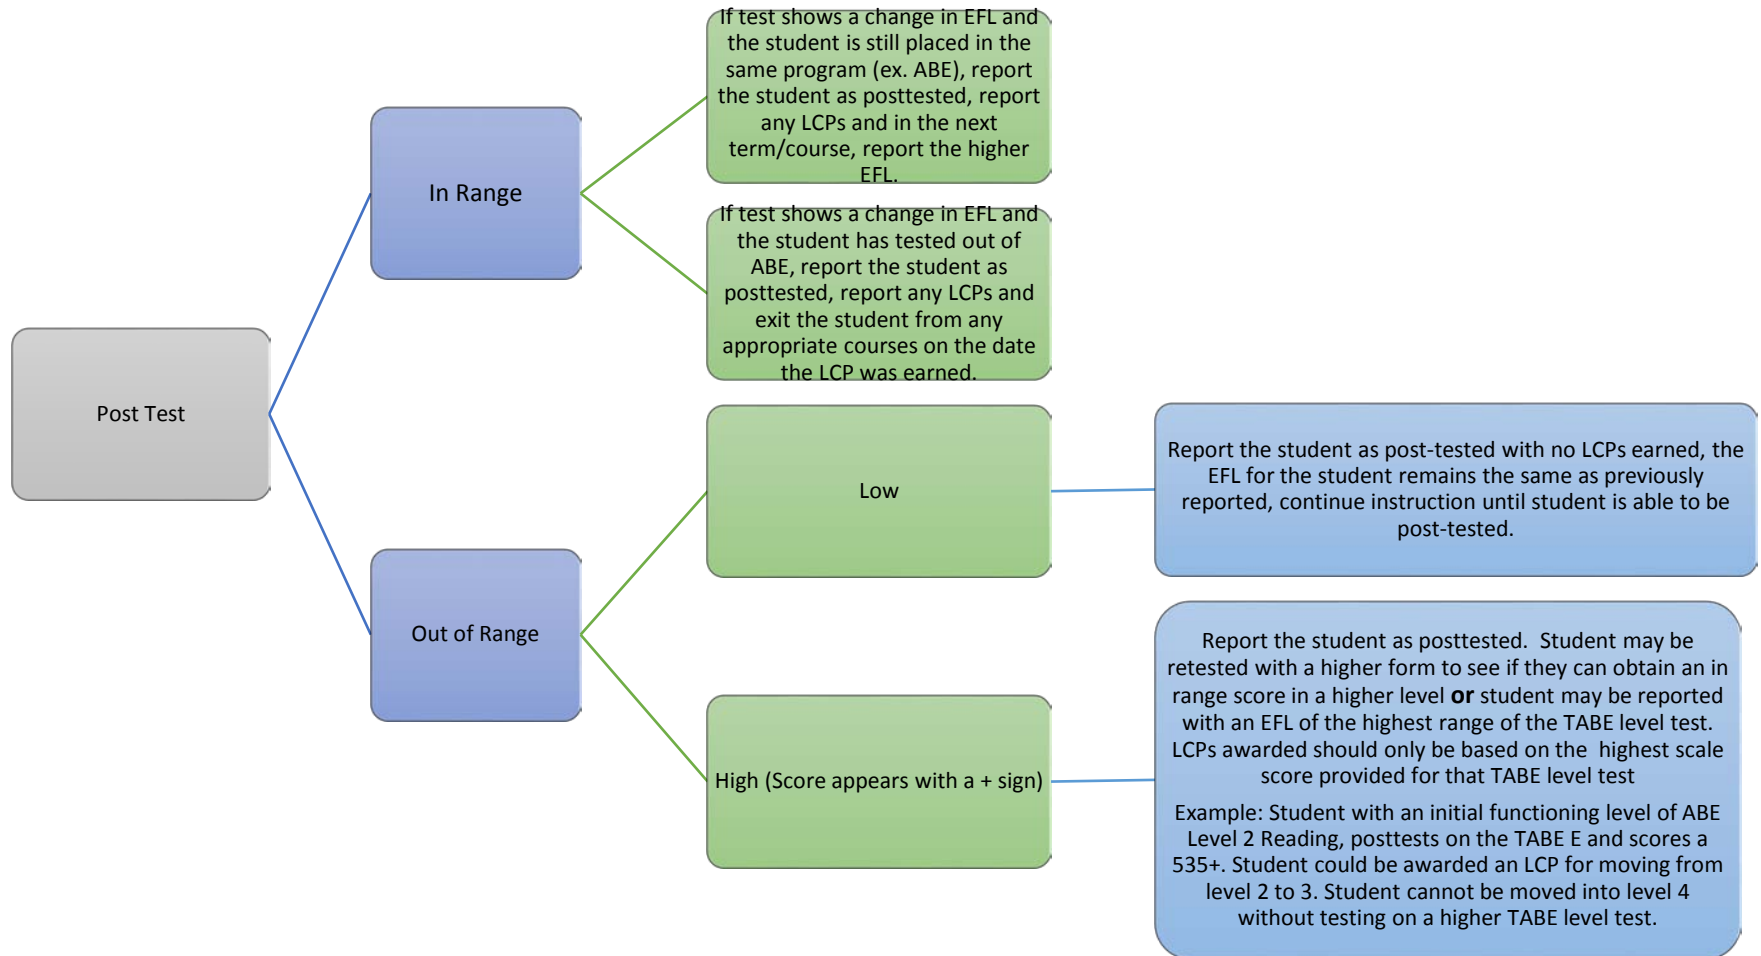 If test shows a change in EFL and
the student is still placed in the
same program (ex. ABE), report
the student as posttested, report
any LCPs and in the next
term/course, report the higher
EFL.
In Range
If test shows a change in EFL and
the student has tested out of
ABE, report the student as
posttested, report any LCPs and
exit the student from any
appropriate courses on the date
the LCP was earned.
Post Test
Low
Report the student as post-tested with no LCPs earned, the
EFL for the student remains the same as previously
reported, continue instruction until student is able to be
post-tested.
Out of Range
High (Score appears with a + sign)
Report the student as posttested.  Student may be
retested with a higher form to see if they can obtain an in
range score in a higher level or student may be reported
with an EFL of the highest range of the TABE level test.
LCPs awarded should only be based on the  highest scale
score provided for that TABE level test
Example: Student with an initial functioning level of ABE
Level 2 Reading, posttests on the TABE E and scores a
535+. Student could be awarded an LCP for moving from
level 2 to 3. Student cannot be moved into level 4
without testing on a higher TABE level test.